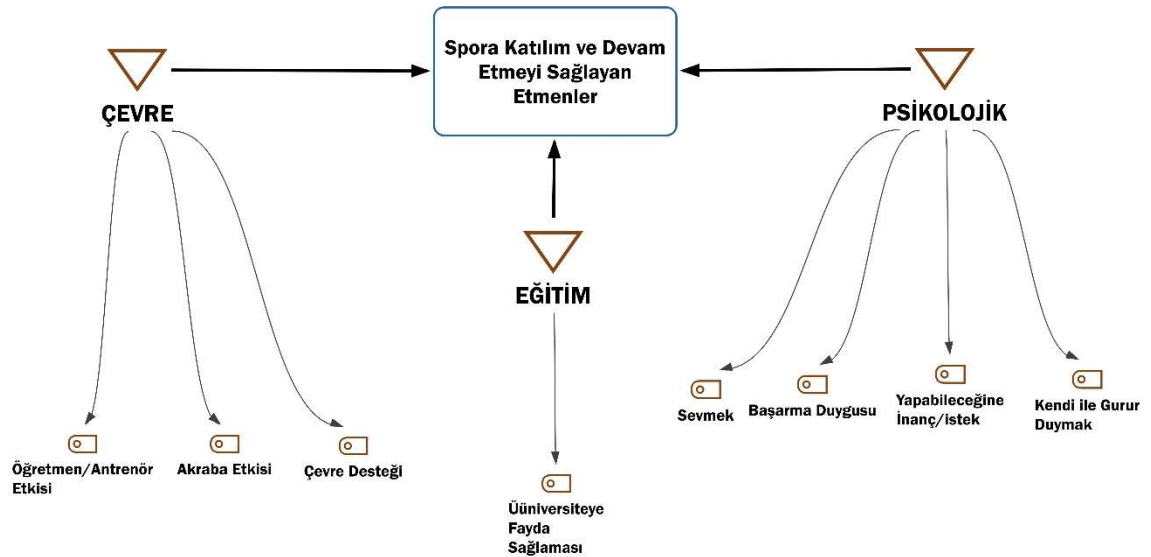 Spora Katılım ve Devam
Etmeyi Sağlayan
Etmenler
ÇEVRE
PSİKOLOJİK
EĞİTİM
Öğretmen/Antrenör
Etkisi
Akraba Etkisi
Çevre Desteği
Üüniversiteye
Fayda
Sağlaması
Sevmek
Başarma Duygusu
Yapabileceğine
İnanç/istek
Kendi ile Gurur
Duymak